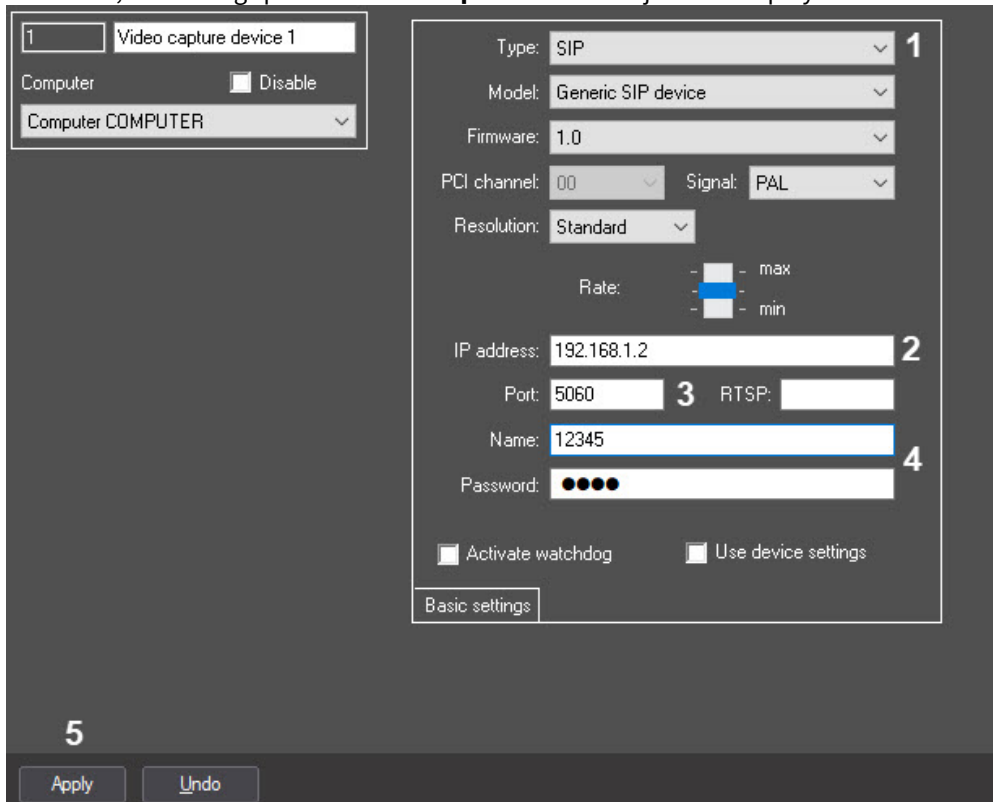 1 Video capture device 1
Computer Disable
Computer COMPUTER
Type: SIP 1
Model: Generic SIP device
Firmware: 1.0
PCI channel: 00 Signal: PAL
Resolution: Standard
Rate: max
min
IP address: 192.168.1.2 2
Port: 5060 3 RTSP:
Name: 12345
4
Password: ●●●●
Activate watchdog Use device settings
Basic settings
5
Apply Undo